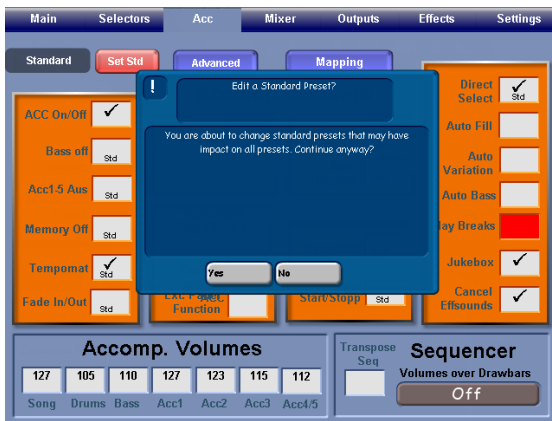 Main Selectors Acc Mixer Outputs Effects Settings
Standard Set Std Advanced Mapping
! Edit a Standard Preset?
You are about to change standard presets that may have
impact on all presets. Continue anyway?
Yes No
ACC On/Off
Bass off Std
Acc1-5 Aus Std
Memory Off Std
Tempomat Std
Fade In/Out Std
Function
Start/Stopp Std
Direct
Select Std
Auto Fill
Auto
Variation
Auto Bass
Breaks
Jukebox
Cancel
Effsounds
Accomp. Volumes
127 105 110 127 123 115 112
Song Drums Bass Acc1 Acc2 Acc3 Acc4/5
Transpose
Seq
Sequencer
Volumes over Drawbars
Off